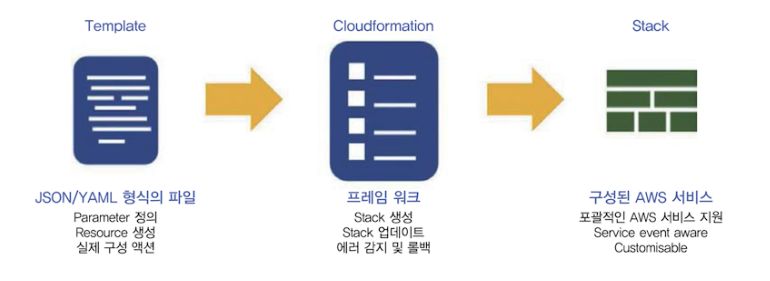 Template
Cloudformation
Stack
JSON/YAML 형식의 파일
Parameter 정의
Resource 생성
실제 구성 액션
프레임 워크
Stack 생성
Stack 업데이트
에러 감지 및 롤백
구성된 AWS 서비스
포괄적인 AWS 서비스 지원
Service event aware
Customisable